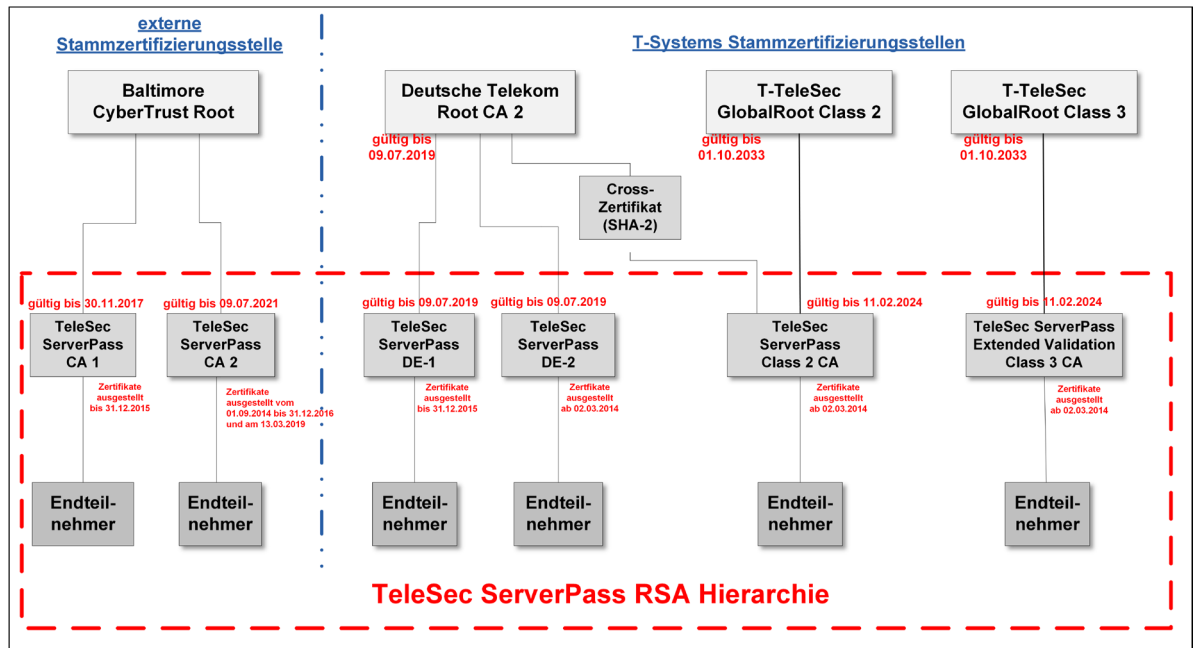 externe
Stammzertifizierungsstelle
T-Systems Stammzertifizierungsstellen
Baltimore
CyberTrust Root
Deutsche Telekom
Root CA 2
T-TeleSec
GlobalRoot Class 2
T-TeleSec
GlobalRoot Class 3
gültig bis
09.07.2019
gültig bis
01.10.2033
gültig bis
01.10.2033
Cross-
Zertifikat
(SHA-2)
gültig bis 30.11.2017
gültig bis 09.07.2021
gültig bis 09.07.2019
gültig bis 09.07.2019
gültig bis 11.02.2024
gültig bis 11.02.2024
TeleSec
ServerPass
CA 1
TeleSec
ServerPass
CA 2
TeleSec
ServerPass
DE-1
TeleSec
ServerPass
DE-2
TeleSec
ServerPass
Class 2 CA
TeleSec ServerPass
Extended Validation
Class 3 CA
Zertifikate
ausgestellt
bis 31.12.2015
Zertifikate
ausgestellt vom
01.09.2014 bis 31.12.2016
und am 13.03.2019
Zertifikate
ausgestellt
bis 31.12.2015
Zertfikate
ausgestellt
ab 02.03.2014
Zertifikate
ausgesttellt
ab 02.03.2014
Zertifikate
ausgestellt
ab 02.03.2014
Endteil-
nehmer
Endteil-
nehmer
Endteil-
nehmer
Endteil-
nehmer
Endteil-
nehmer
Endteil-
nehmer
TeleSec ServerPass RSA Hierarchie